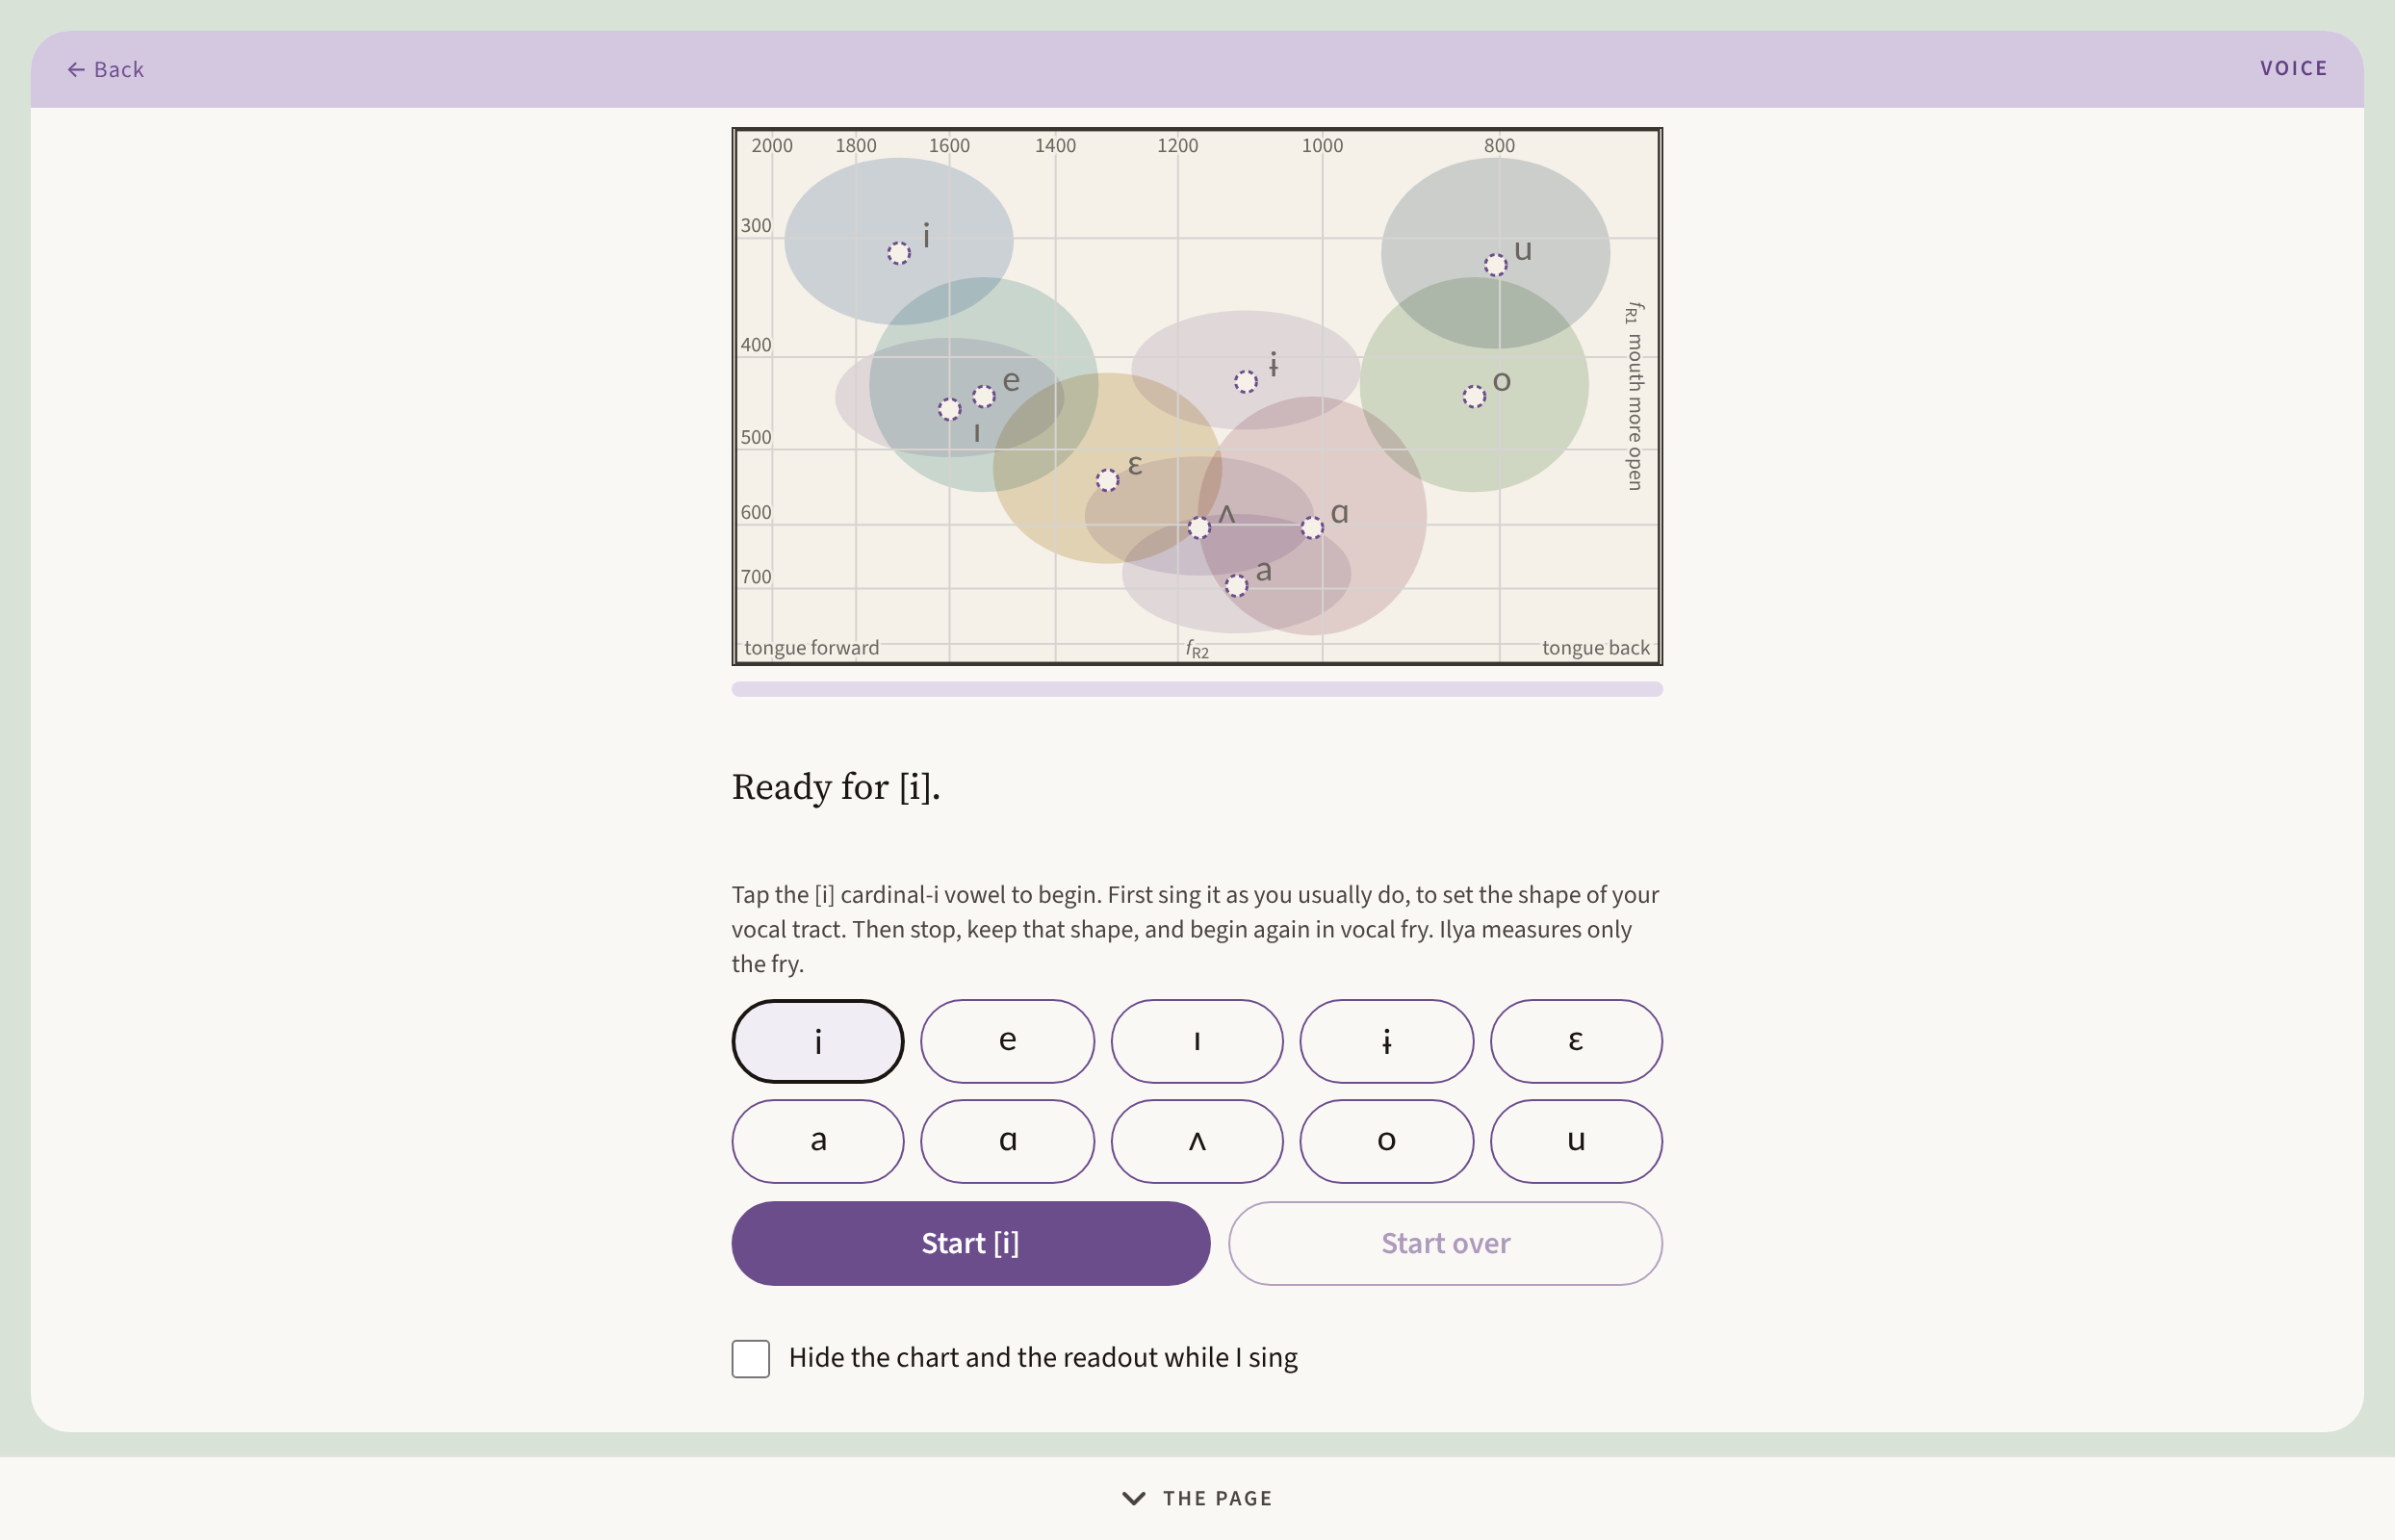 ← Back
VOICE
2000 1800 1600 1400 1200 1000 800
300
i
u
fR1 mouth more open
400
ɨ
e
o
ı
500
ɛ
600
ʌ
ɑ
a
700
tongue forward
fR2
tongue back
Ready for [i].
Tap the [i] cardinal-i vowel to begin. First sing it as you usually do, to set the shape of your
vocal tract. Then stop, keep that shape, and begin again in vocal fry. Ilya measures only
the fry.
i e ı ɨ ɛ
a ɑ ʌ o u
Start [i]
Start over
Hide the chart and the readout while I sing
THE PAGE